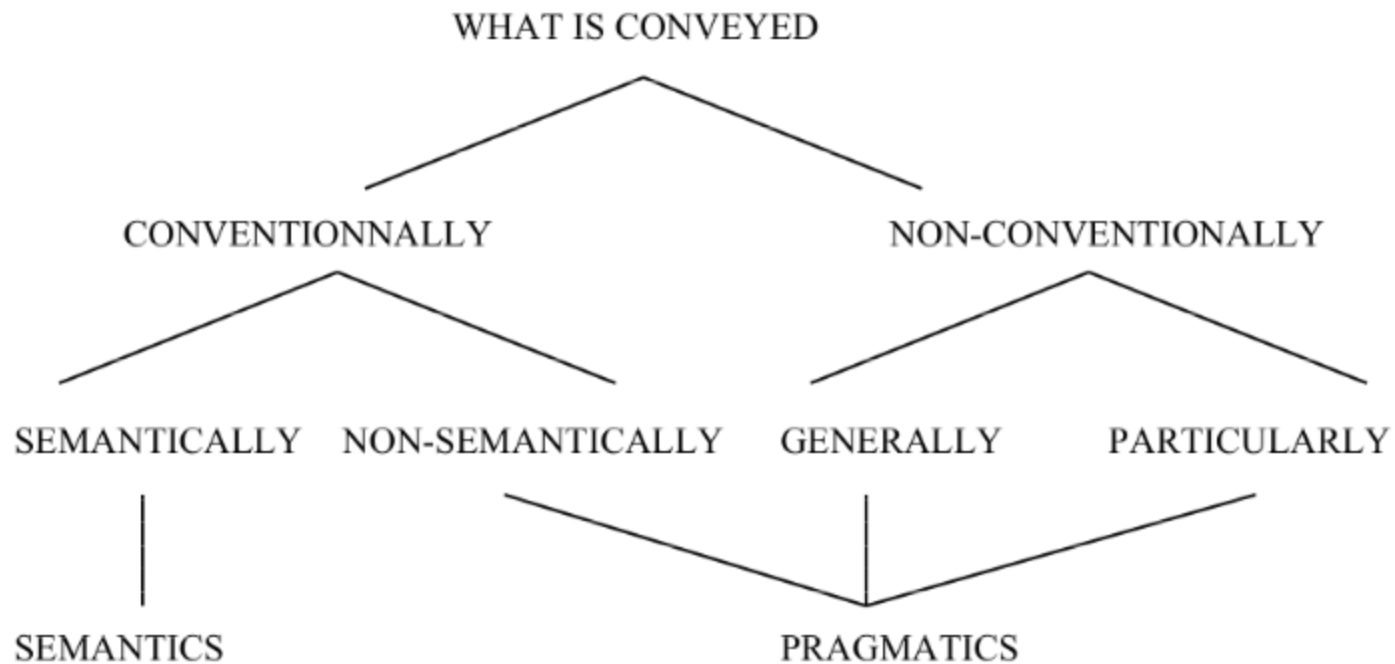 WHAT IS CONVEYED
CONVENTIONNALLY NON-CONVENTIONALLY
SEMANTICALLY NON-SEMANTICALLY GENERALLY PARTICULARLY
SEMANTICS PRAGMATICS